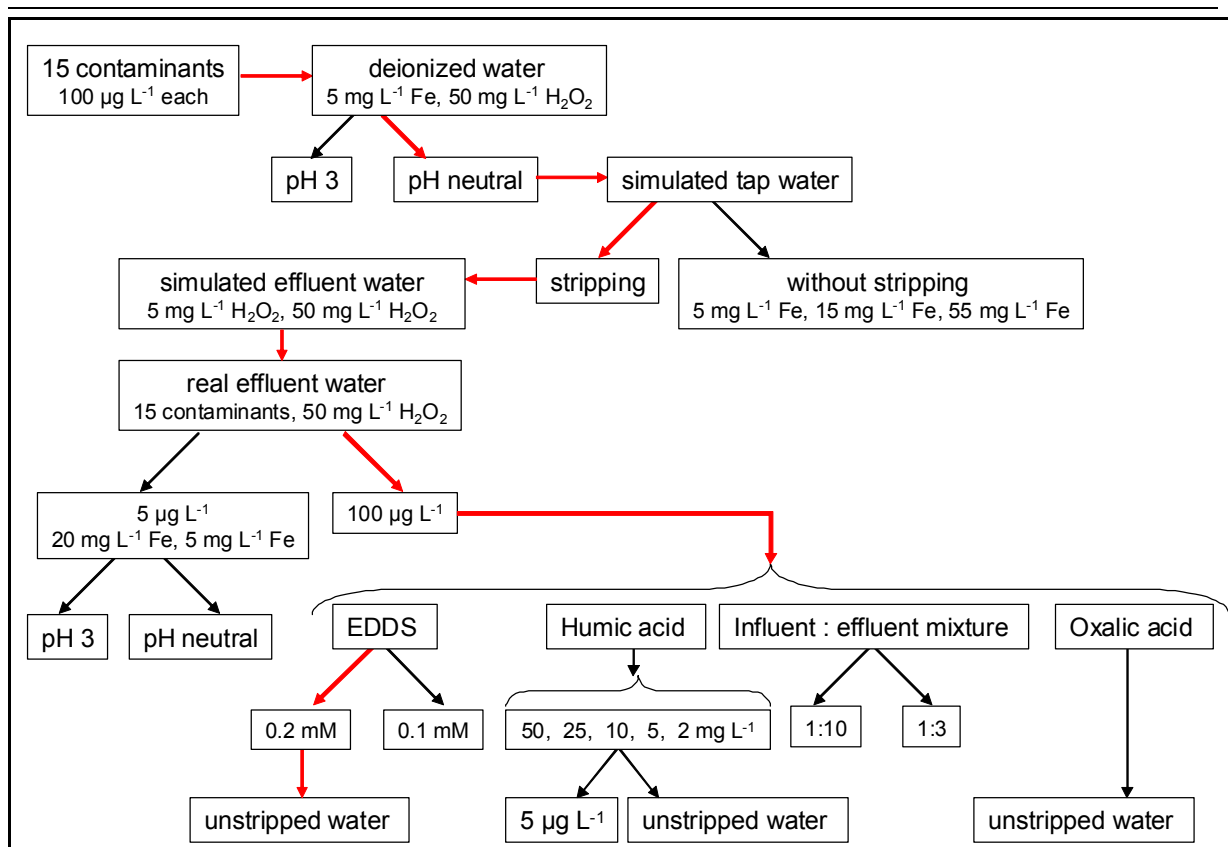 15 contaminants
100 µg L⁻¹ each
deionized water
5 mg L⁻¹ Fe, 50 mg L⁻¹ H₂O₂
pH 3
pH neutral
simulated tap water
simulated effluent water
5 mg L⁻¹ H₂O₂, 50 mg L⁻¹ H₂O₂
stripping
without stripping
5 mg L⁻¹ Fe, 15 mg L⁻¹ Fe, 55 mg L⁻¹ Fe
real effluent water
15 contaminants, 50 mg L⁻¹ H₂O₂
5 µg L⁻¹
20 mg L⁻¹ Fe, 5 mg L⁻¹ Fe
100 µg L⁻¹
pH 3
pH neutral
EDDS
Humic acid
Influent : effluent mixture
Oxalic acid
0.2 mM
0.1 mM
50, 25, 10, 5, 2 mg L⁻¹
1:10
1:3
unstripped water
5 µg L⁻¹
unstripped water
unstripped water